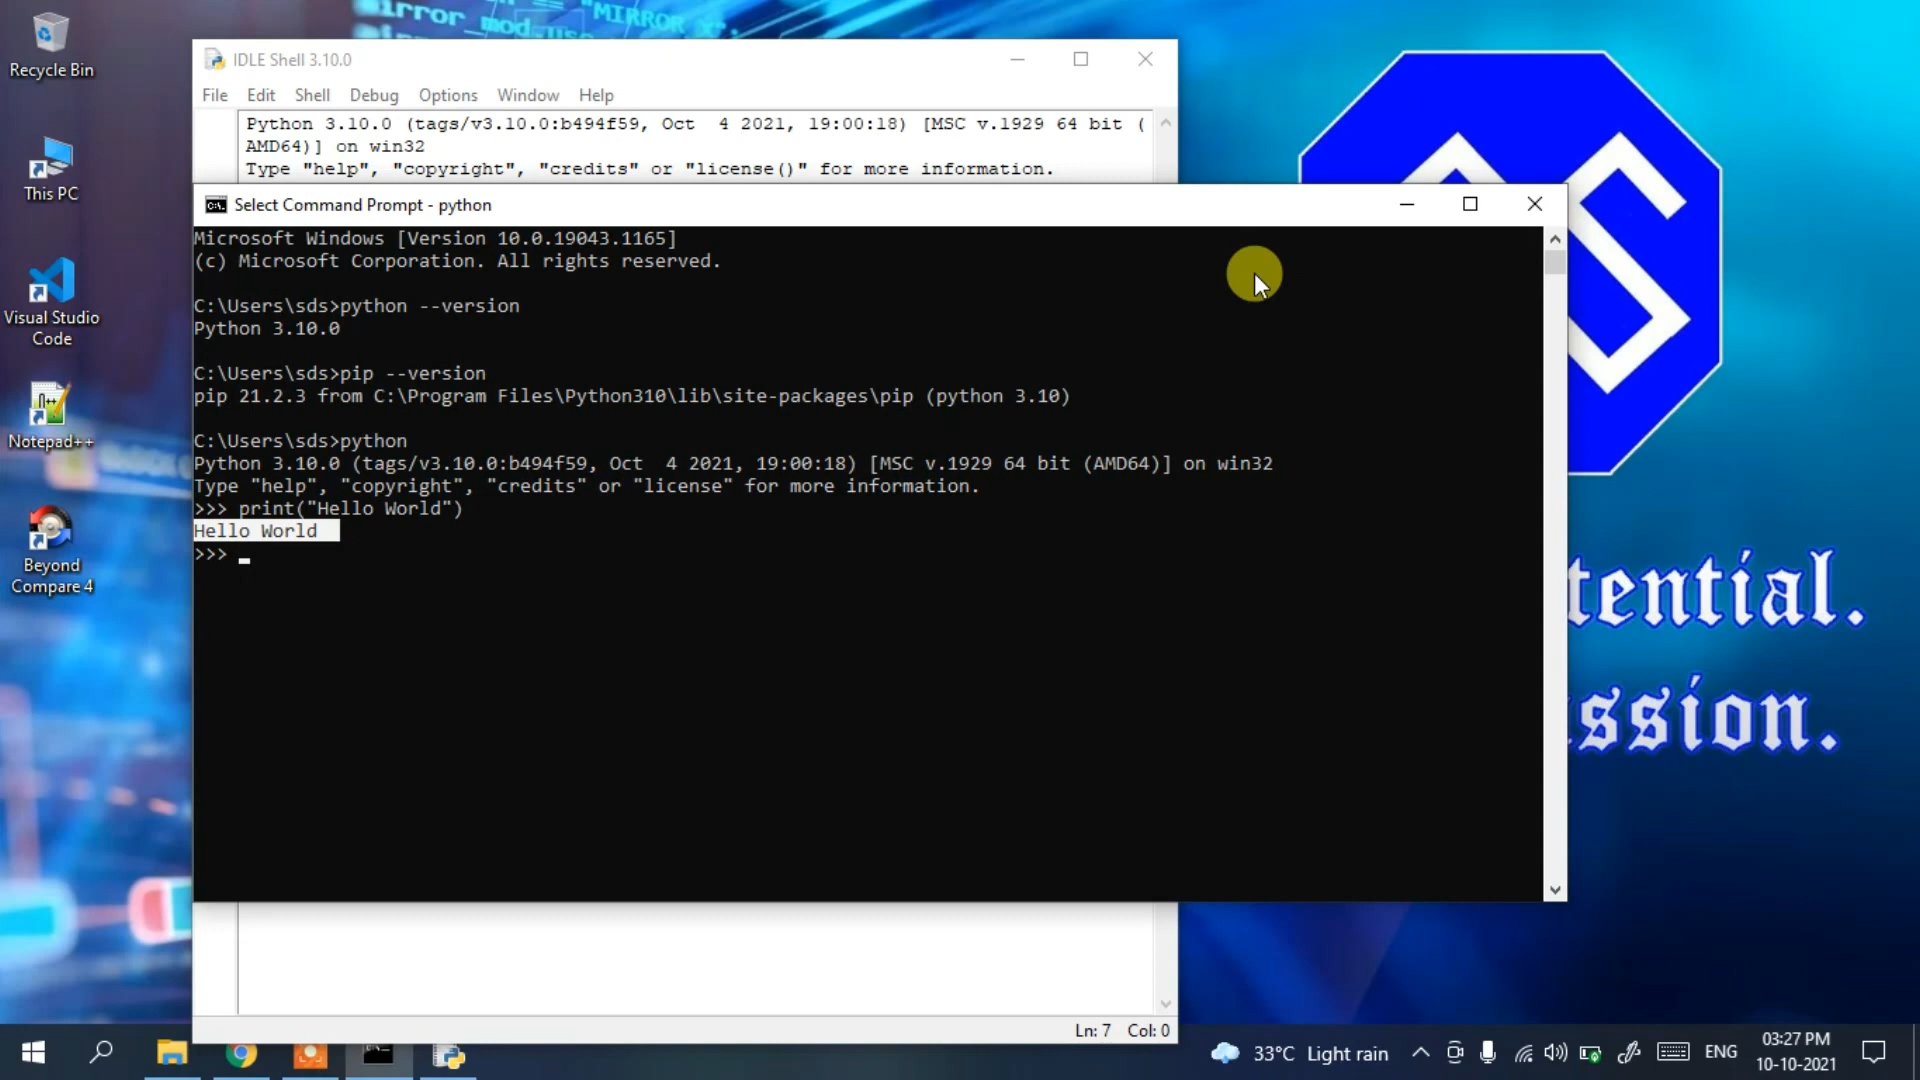 irror mod_use
== "MIRROR
Recycle Bin
This PC
Visual Studio
Code
Notepad++
Beyond
Compare 4
IDLE Shell 3.10.0
File Edit Shell Debug Options Window Help
Python 3.10.0 (tags/v3.10.0:b494f59, Oct  4 2021, 19:00:18) [MSC v.1929 64 bit (
AMD64)] on win32
Type "help", "copyright", "credits" or "license()" for more information.
Select Command Prompt - python
Microsoft Windows [Version 10.0.19043.1165]
(c) Microsoft Corporation. All rights reserved.
C:\Users\sds>python --version
Python 3.10.0
C:\Users\sds>pip --version
pip 21.2.3 from C:\Program Files\Python310\lib\site-packages\pip (python 3.10)
C:\Users\sds>python
Python 3.10.0 (tags/v3.10.0:b494f59, Oct  4 2021, 19:00:18) [MSC v.1929 64 bit (AMD64)] on win32
Type "help", "copyright", "credits" or "license" for more information.
>>> print("Hello World")
Hello World
>>> _
tential.
ssion.
Ln: 7 Col: 0
33°C Light rain
ENG
03:27 PM
10-10-2021